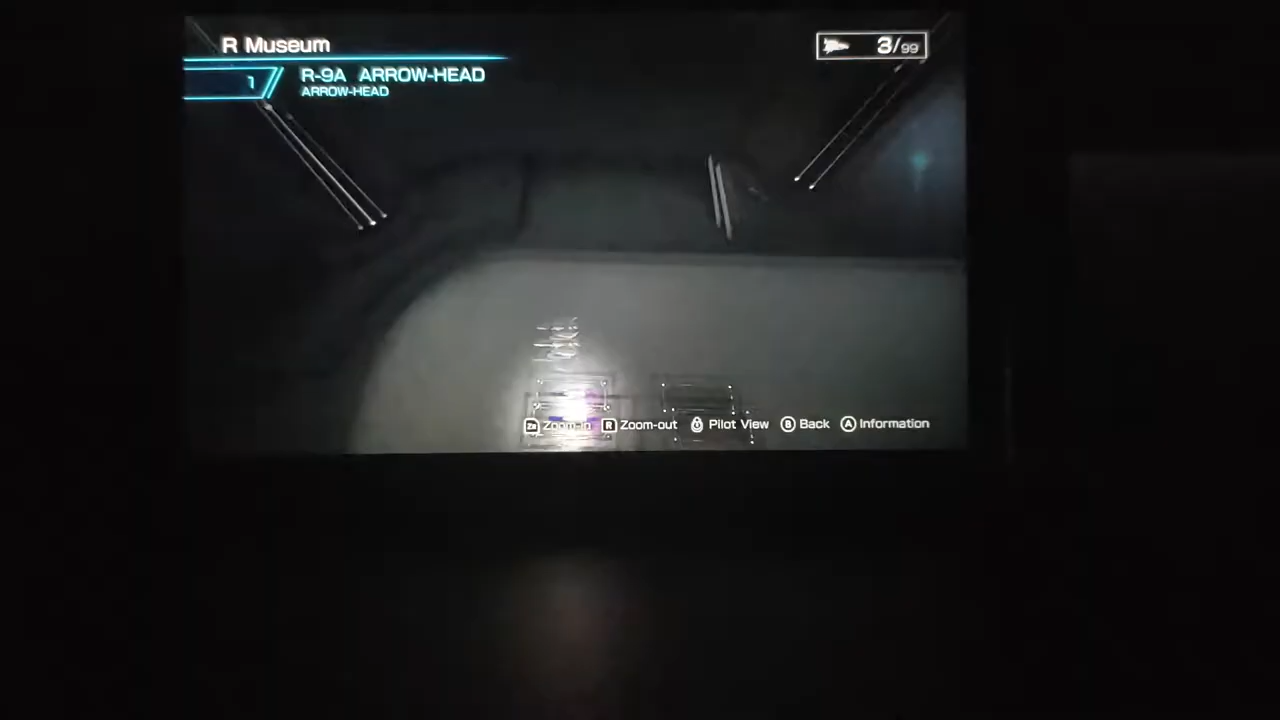 R Museum
3/99
1
R-9A ARROW-HEAD
ARROW-HEAD
Zoom-in R Zoom-out Pilot View B Back A Information